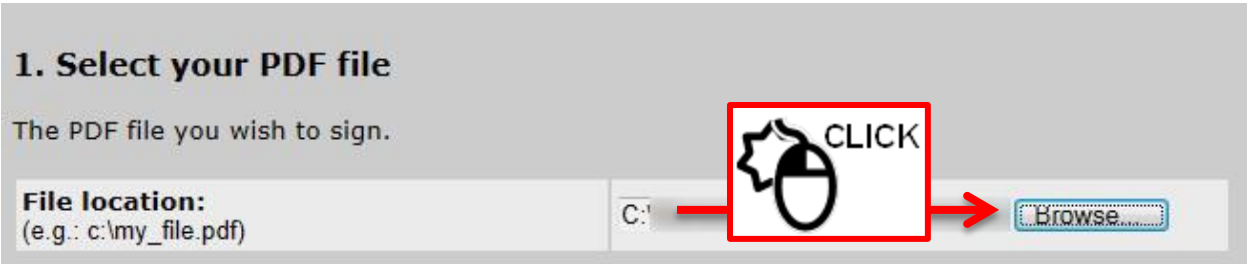 1. Select your PDF file
The PDF file you wish to sign.
CLICK
File location:
(e.g.: c:\my_file.pdf)
C:\
Browse...